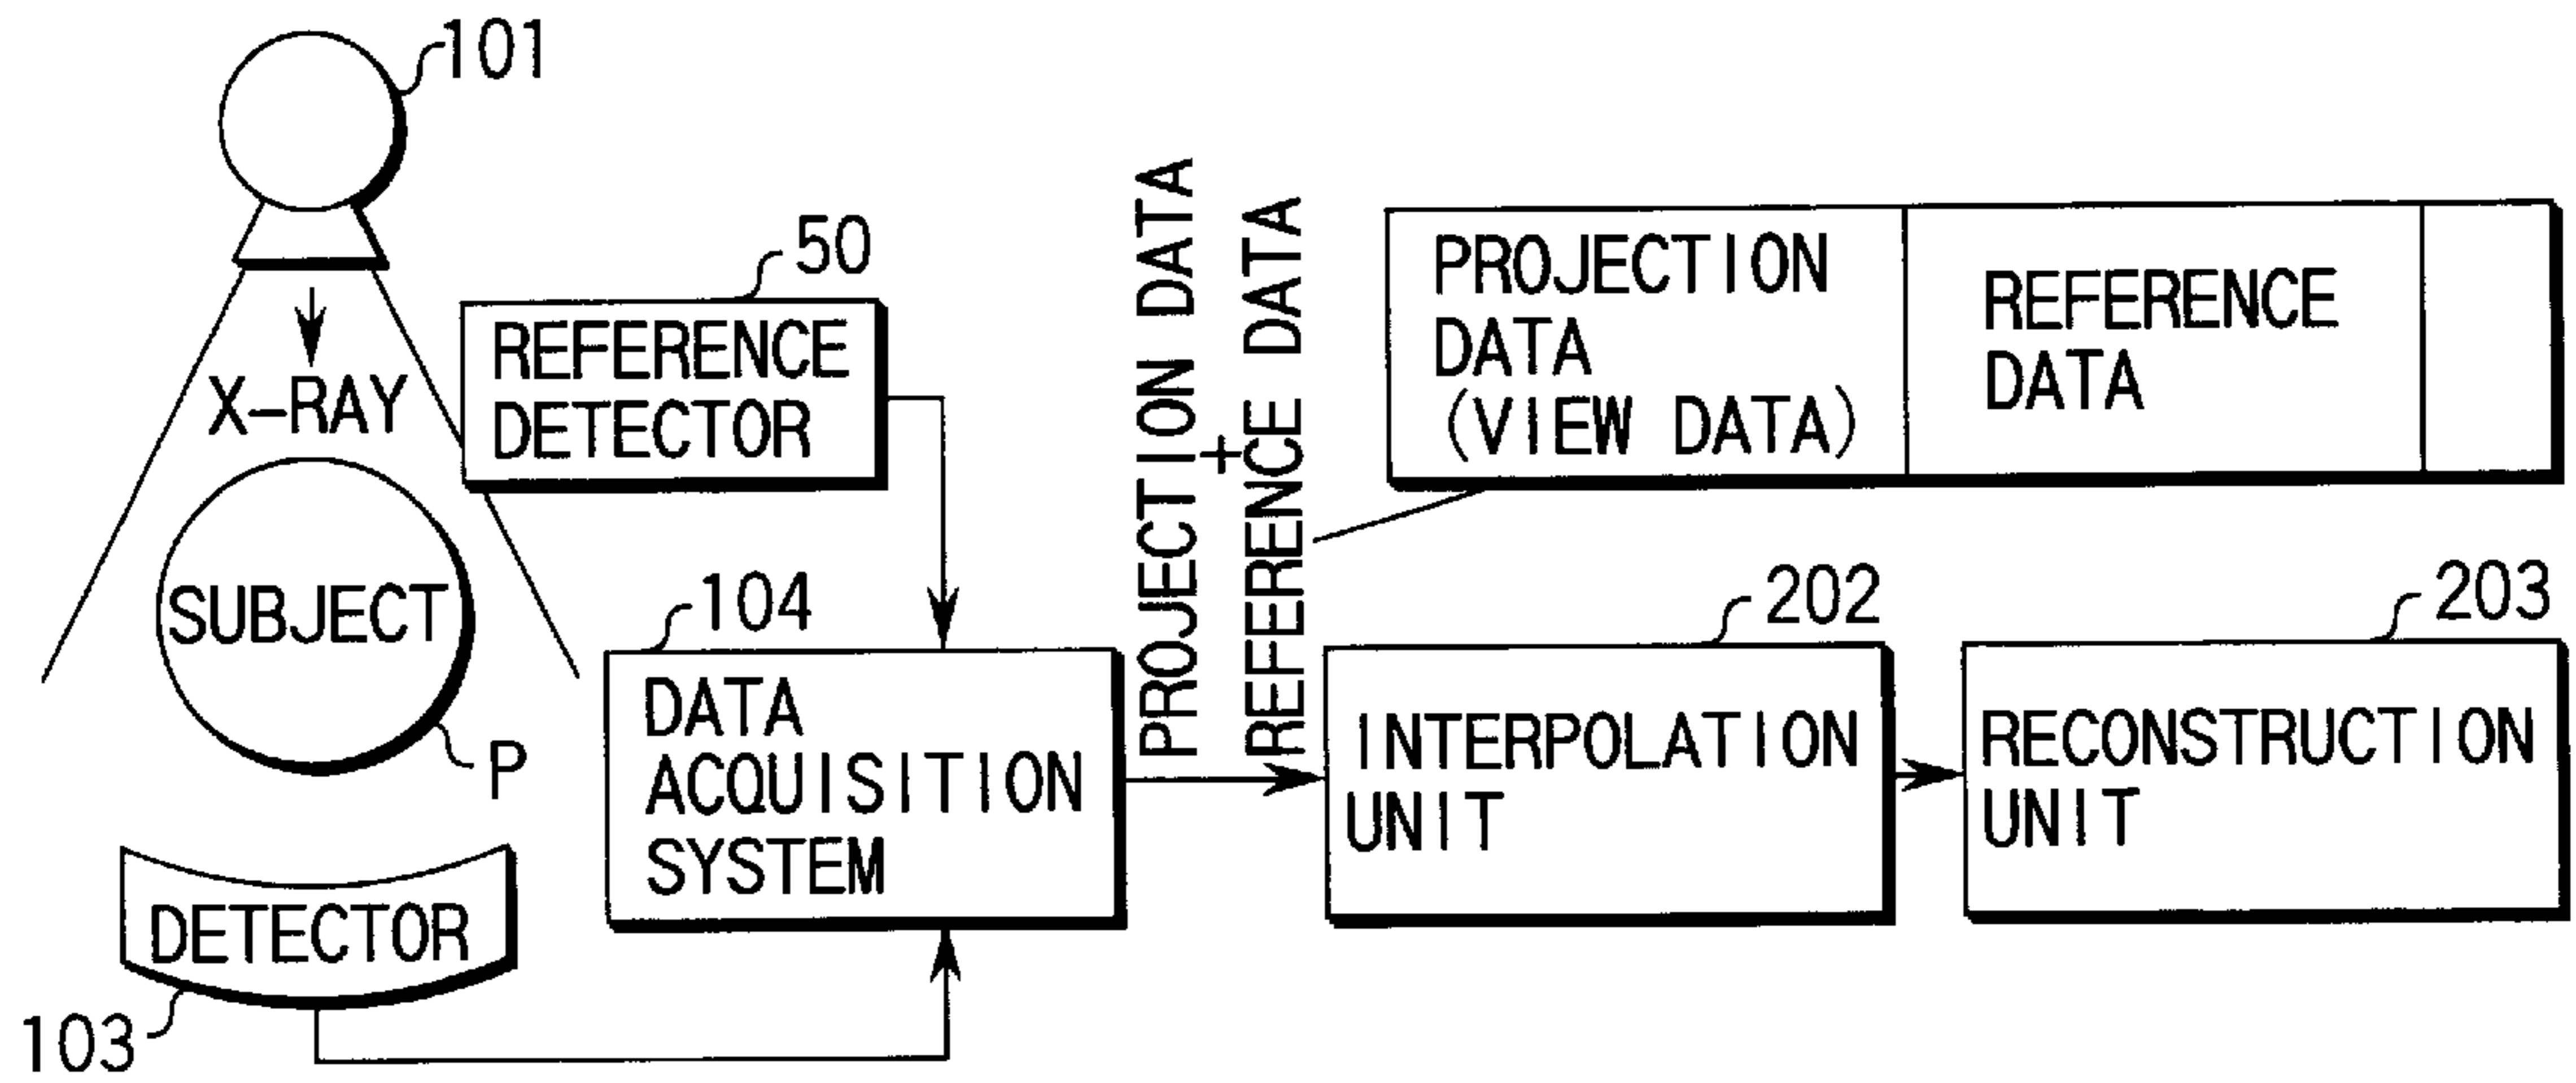 101
X-RAY
50
REFERENCE
DETECTOR
SUBJECT
P
DETECTOR
103
104
DATA
ACQUISITION
SYSTEM
PROJECTION DATA
+
REFERENCE DATA
PROJECTION
DATA
(VIEW DATA)
REFERENCE
DATA
202
INTERPOLATION
UNIT
203
RECONSTRUCTION
UNIT